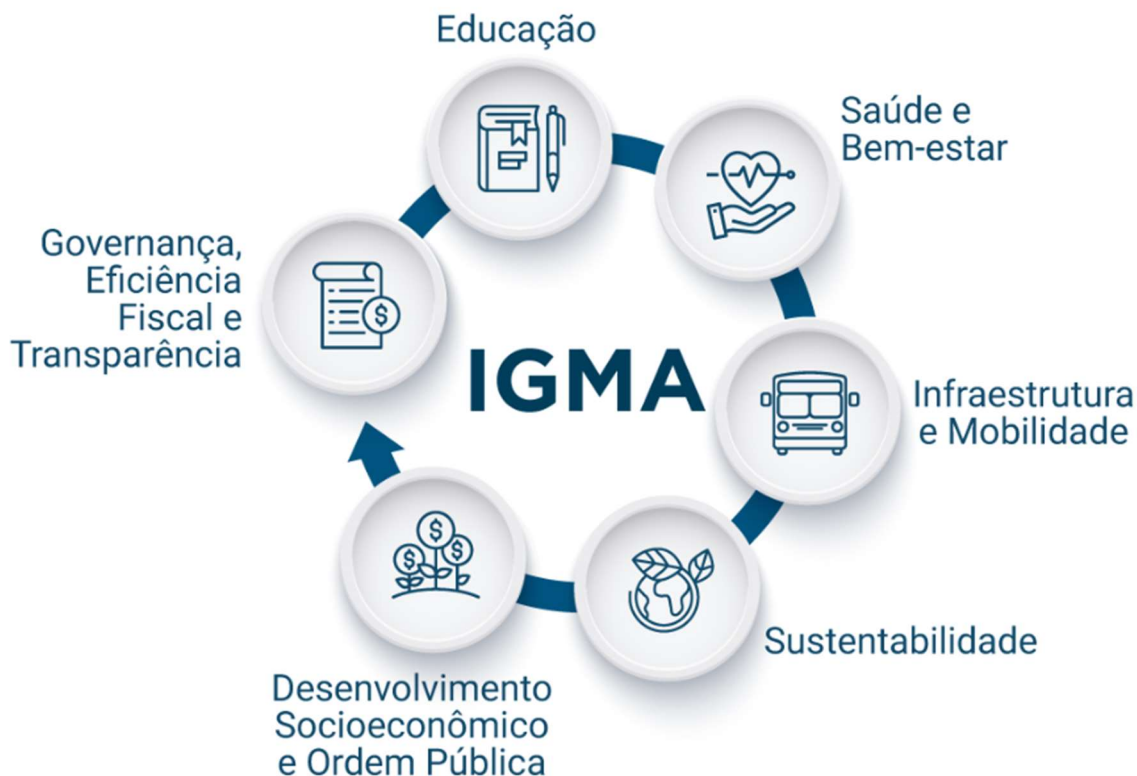 Educação
Saúde e
Bem-estar
Governança,
Eficiência
Fiscal e
Transparência
IGMA
Infraestrutura
e Mobilidade
Sustentabilidade
Desenvolvimento
Socioeconômico
e Ordem Pública
$
$
$
$